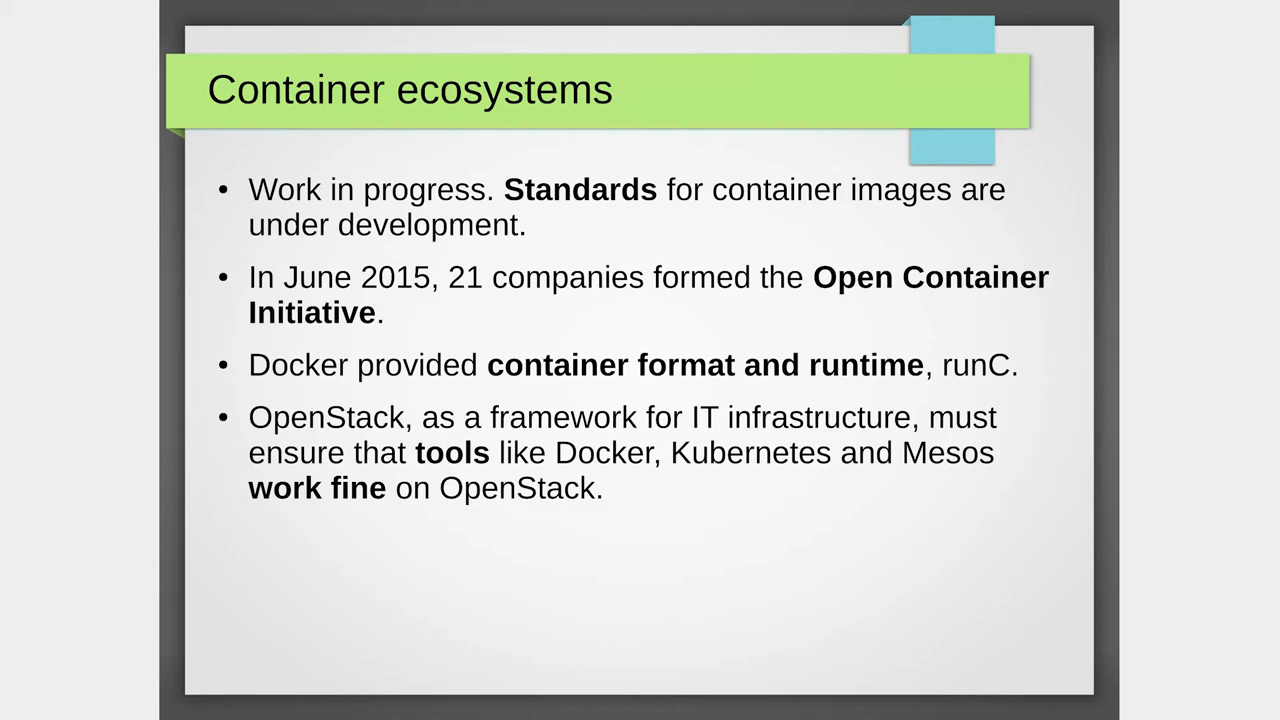 Container ecosystems
• Work in progress. Standards for container images are
under development.
• In June 2015, 21 companies formed the Open Container
Initiative.
• Docker provided container format and runtime, runC.
• OpenStack, as a framework for IT infrastructure, must
ensure that tools like Docker, Kubernetes and Mesos
work fine on OpenStack.